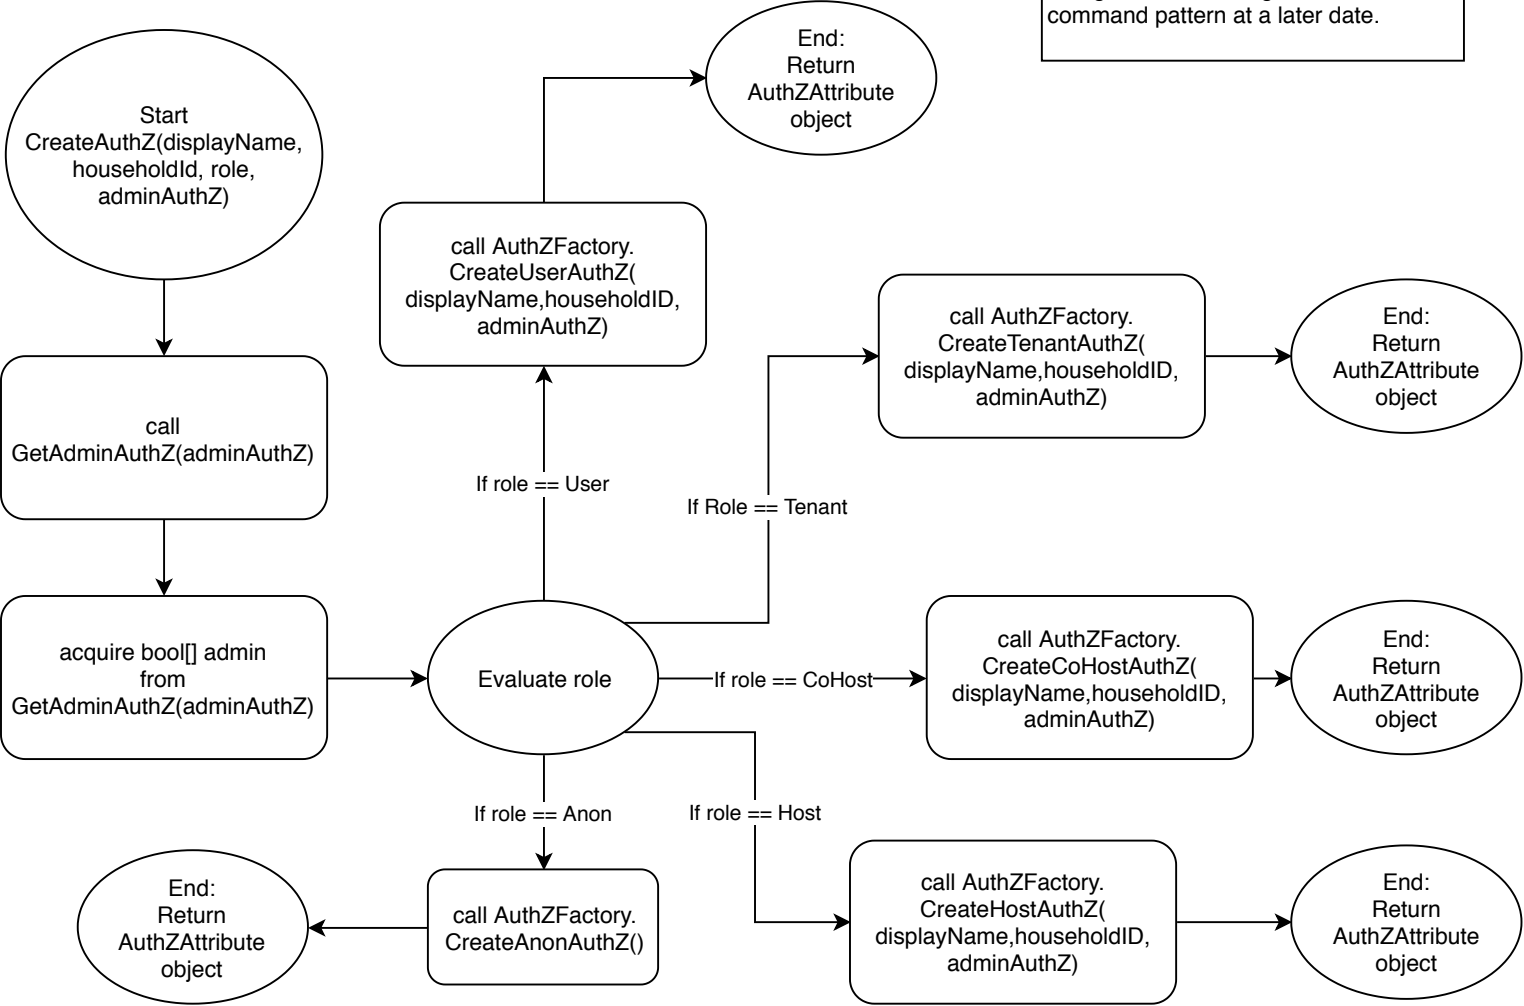 command pattern at a later date.
Start
CreateAuthZ(displayName,
householdId, role,
adminAuthZ)
call
GetAdminAuthZ(adminAuthZ)
acquire bool[] admin
from
GetAdminAuthZ(adminAuthZ)
Evaluate role
If role == User
call AuthZFactory.
CreateUserAuthZ(
displayName,householdID,
adminAuthZ)
End:
Return
AuthZAttribute
object
If Role == Tenant
call AuthZFactory.
CreateTenantAuthZ(
displayName,householdID,
adminAuthZ)
End:
Return
AuthZAttribute
object
If role == CoHost
call AuthZFactory.
CreateCoHostAuthZ(
displayName,householdID,
adminAuthZ)
End:
Return
AuthZAttribute
object
If role == Host
call AuthZFactory.
CreateHostAuthZ(
displayName,householdID,
adminAuthZ)
End:
Return
AuthZAttribute
object
If role == Anon
call AuthZFactory.
CreateAnonAuthZ()
End:
Return
AuthZAttribute
object